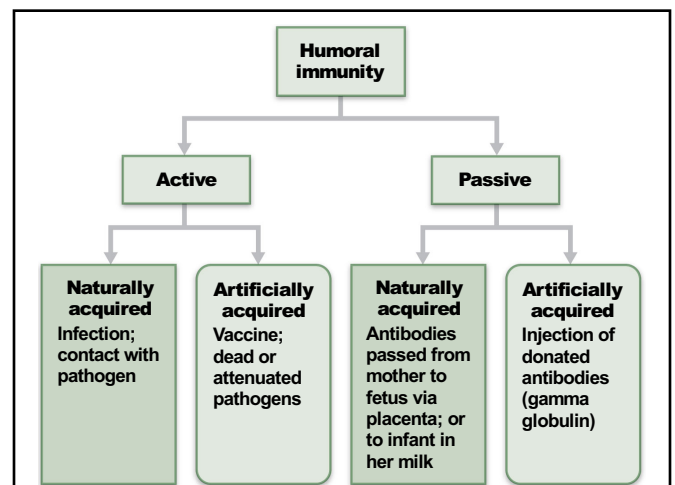 Humoral
immunity
Active
Passive
Naturally
acquired
Infection;
contact with
pathogen
Artificially
acquired
Vaccine;
dead or
attenuated
pathogens
Naturally
acquired
Antibodies
passed from
mother to
fetus via
placenta; or
to infant in
her milk
Artificially
acquired
Injection of
donated
antibodies
(gamma
globulin)